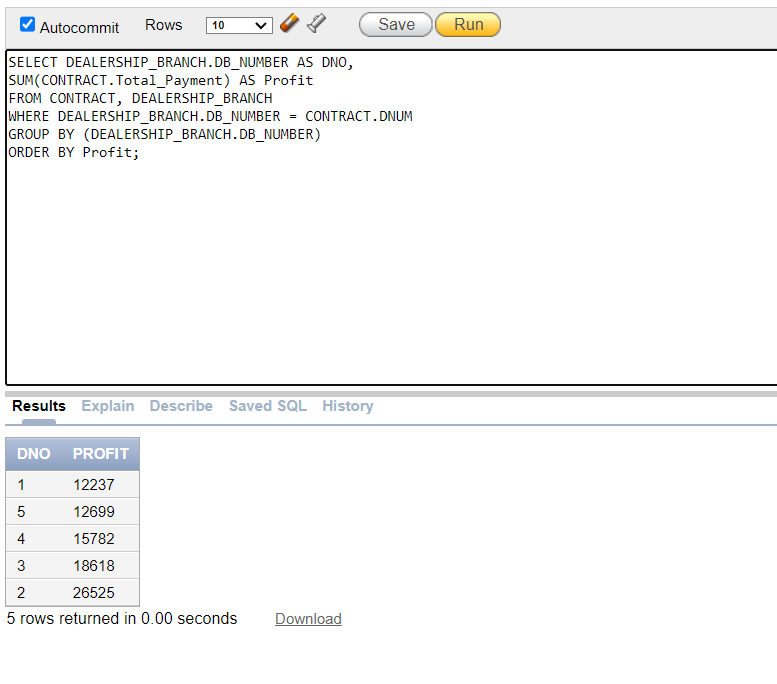 Autocommit Rows 10 Save Run
SELECT DEALERSHIP_BRANCH.DB_NUMBER AS DNO,
SUM(CONTRACT.Total_Payment) AS Profit
FROM CONTRACT, DEALERSHIP_BRANCH
WHERE DEALERSHIP_BRANCH.DB_NUMBER = CONTRACT.DNUM
GROUP BY (DEALERSHIP_BRANCH.DB_NUMBER)
ORDER BY Profit;
Results Explain Describe Saved SQL History
DNO PROFIT
1 12237
5 12699
4 15782
3 18618
2 26525
5 rows returned in 0.00 seconds Download